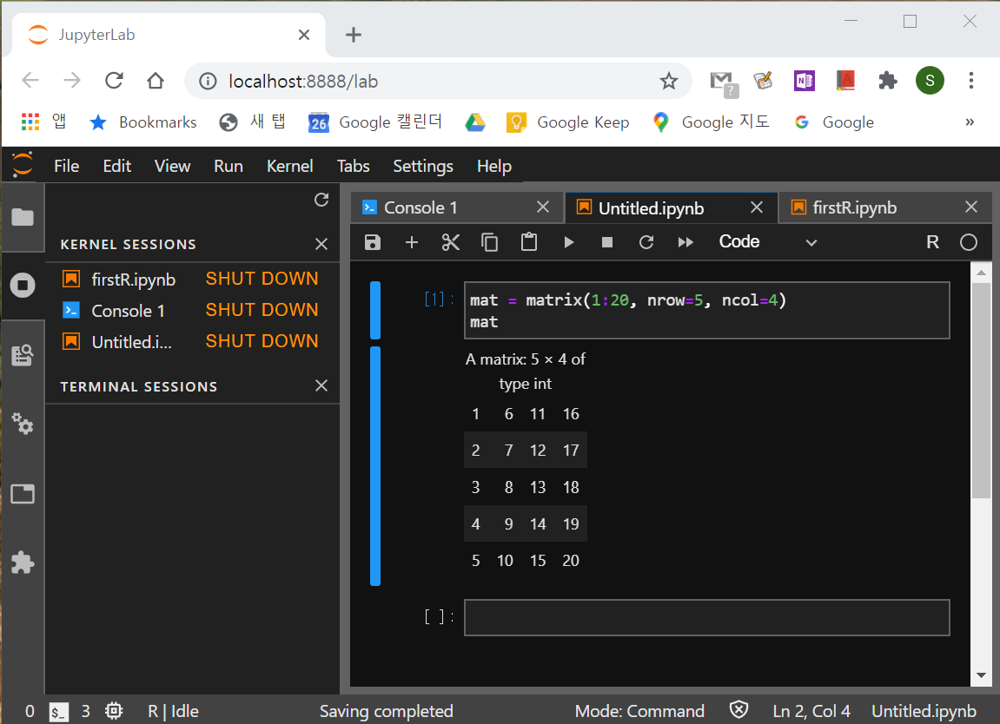 JupyterLab
localhost:8888/lab
S
앱 Bookmarks 새 탭 26 Google 캘린더 Google Keep Google 지도 G Google »
File Edit View Run Kernel Tabs Settings Help
Console 1 Untitled.ipynb firstR.ipynb
Code R
KERNEL SESSIONS
firstR.ipynb SHUT DOWN
Console 1 SHUT DOWN
Untitled.i... SHUT DOWN
TERMINAL SESSIONS
[1]: mat = matrix(1:20, nrow=5, ncol=4)
mat
A matrix: 5 × 4 of
type int
1 6 11 16
2 7 12 17
3 8 13 18
4 9 14 19
5 10 15 20
[ ]:
0 $_ 3 R | Idle Saving completed Mode: Command Ln 2, Col 4 Untitled.ipynb